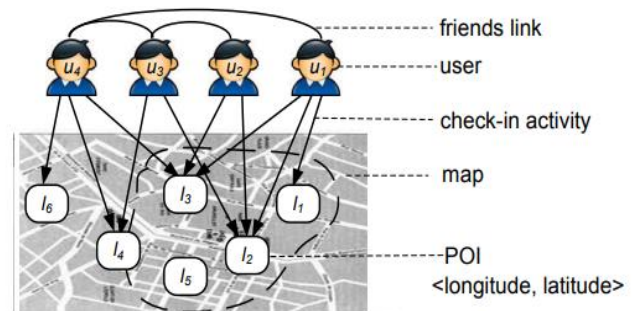 friends link
u4 u3 u2 u1
user
check-in activity
map
l6 l3 l1
l4 l2
l5
POI
<longitude, latitude>